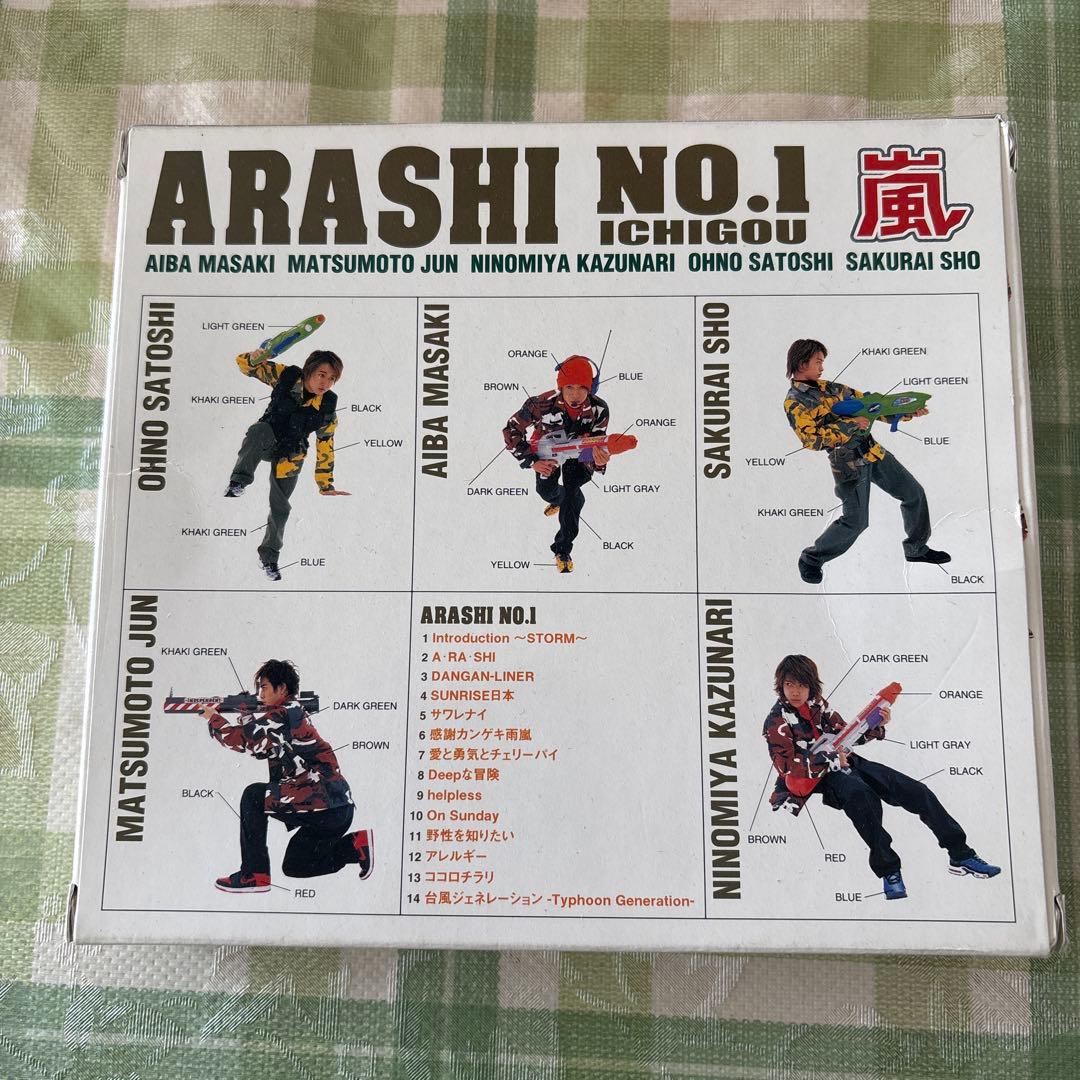 ARASHI NO.1
ICHIGOU
嵐
AIBA MASAKI MATSUMOTO JUN NINOMIYA KAZUNARI OHNO SATOSHI SAKURAI SHO
OHNO SATOSHI
LIGHT GREEN
KHAKI GREEN
BLACK
YELLOW
KHAKI GREEN
BLUE
AIBA MASAKI
ORANGE
BLUE
BROWN
ORANGE
DARK GREEN
LIGHT GRAY
BLACK
YELLOW
SAKURAI SHO
KHAKI GREEN
LIGHT GREEN
BLUE
YELLOW
KHAKI GREEN
BLACK
MATSUMOTO JUN
KHAKI GREEN
INDEPENDENT
DARK GREEN
BROWN
BLACK
RED
ARASHI NO.1
1 Introduction ～STORM～
2 A・RA・SHI
3 DANGAN-LINER
4 SUNRISE日本
5 サワレナイ
6 感謝カンゲキ雨嵐
7 愛と勇気とチェリーパイ
8 Deepな冒険
9 helpless
10 On Sunday
11 野性を知りたい
12 アレルギー
13 ココロチラリ
14 台風ジェネレーション -Typhoon Generation-
NINOMIYA KAZUNARI
DARK GREEN
ORANGE
LIGHT GRAY
BLACK
BROWN
RED
BLUE